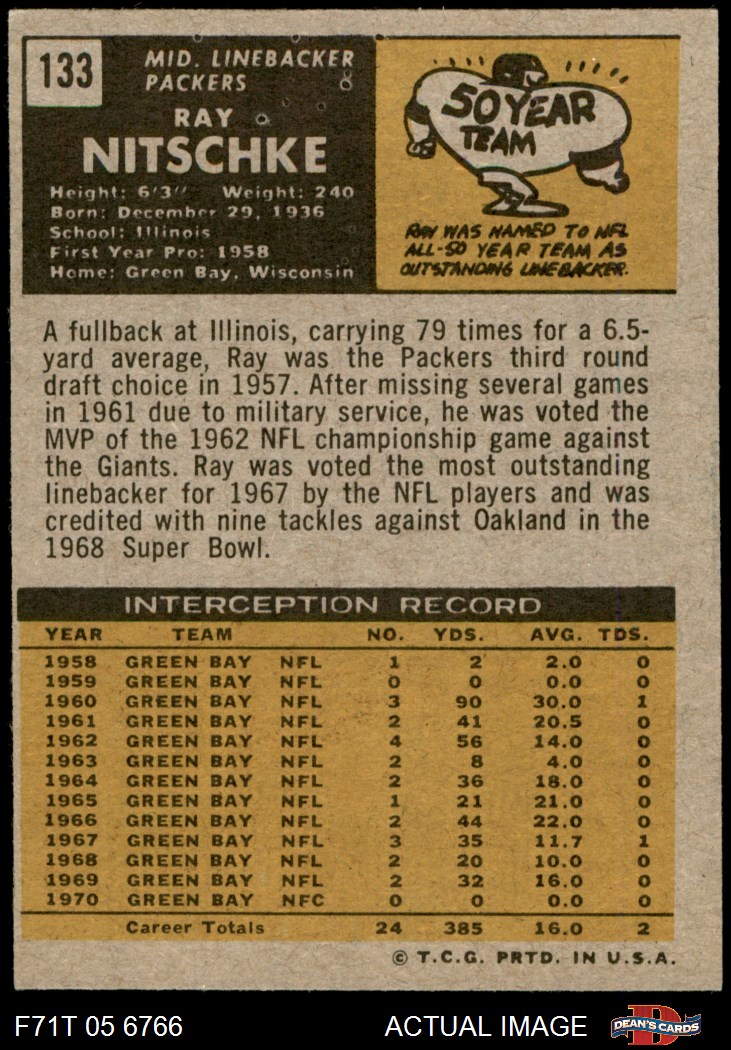 133
MID. LINEBACKER
PACKERS
RAY
NITSCHKE
Height: 6'3" Weight: 240
Born: December 29, 1936
School: Illinois
First Year Pro: 1958
Home: Green Bay, Wisconsin
50 YEAR
TEAM
RAY WAS NAMED TO NFL
ALL-50 YEAR TEAM AS
OUTSTANDING LINEBACKER.
A fullback at Illinois, carrying 79 times for a 6.5-
yard average, Ray was the Packers third round
draft choice in 1957. After missing several games
in 1961 due to military service, he was voted the
MVP of the 1962 NFL championship game against
the Giants. Ray was voted the most outstanding
linebacker for 1967 by the NFL players and was
credited with nine tackles against Oakland in the
1968 Super Bowl.
INTERCEPTION RECORD
YEAR TEAM NO. YDS. AVG. TDS.
1958 GREEN BAY NFL 1 2 2.0 0
1959 GREEN BAY NFL 0 0 0.0 0
1960 GREEN BAY NFL 3 90 30.0 1
1961 GREEN BAY NFL 2 41 20.5 0
1962 GREEN BAY NFL 4 56 14.0 0
1963 GREEN BAY NFL 2 8 4.0 0
1964 GREEN BAY NFL 2 36 18.0 0
1965 GREEN BAY NFL 1 21 21.0 0
1966 GREEN BAY NFL 2 44 22.0 0
1967 GREEN BAY NFL 3 35 11.7 1
1968 GREEN BAY NFL 2 20 10.0 0
1969 GREEN BAY NFL 2 32 16.0 0
1970 GREEN BAY NFC 0 0 0.0 0
Career Totals 24 385 16.0 2
© T.C.G. PRTD. IN U.S.A.
F71T 05 6766 ACTUAL IMAGE D DEAN'S CARDS